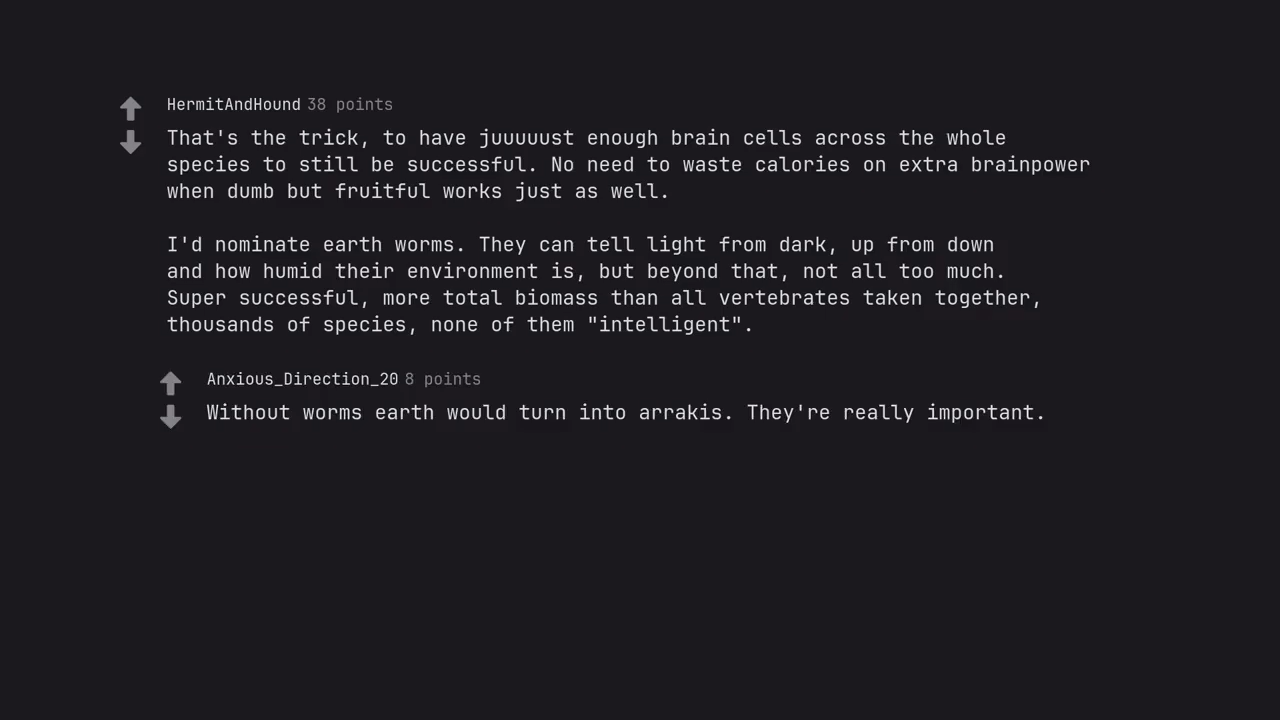 HermitAndHound 38 points
That's the trick, to have juuuuust enough brain cells across the whole
species to still be successful. No need to waste calories on extra brainpower
when dumb but fruitful works just as well.
I'd nominate earth worms. They can tell light from dark, up from down
and how humid their environment is, but beyond that, not all too much.
Super successful, more total biomass than all vertebrates taken together,
thousands of species, none of them "intelligent".
Anxious_Direction_20 8 points
Without worms earth would turn into arrakis. They're really important.